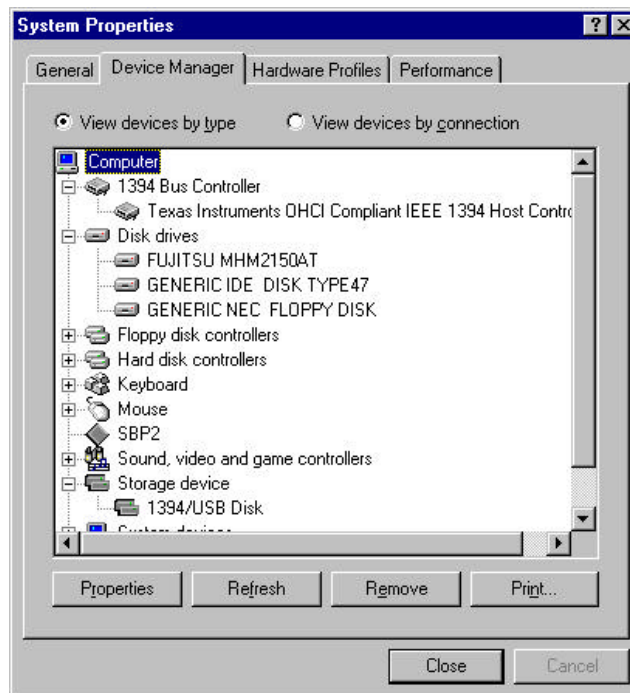 System Properties
General Device Manager Hardware Profiles Performance
View devices by type View devices by connection
Computer
1394 Bus Controller
Texas Instruments OHCI Compliant IEEE 1394 Host Contro
Disk drives
FUJITSU MHM2150AT
GENERIC IDE DISK TYPE47
GENERIC NEC FLOPPY DISK
Floppy disk controllers
Hard disk controllers
Keyboard
Mouse
SBP2
Sound, video and game controllers
Storage device
1394/USB Disk
System devices
Properties Refresh Remove Print...
Close Cancel